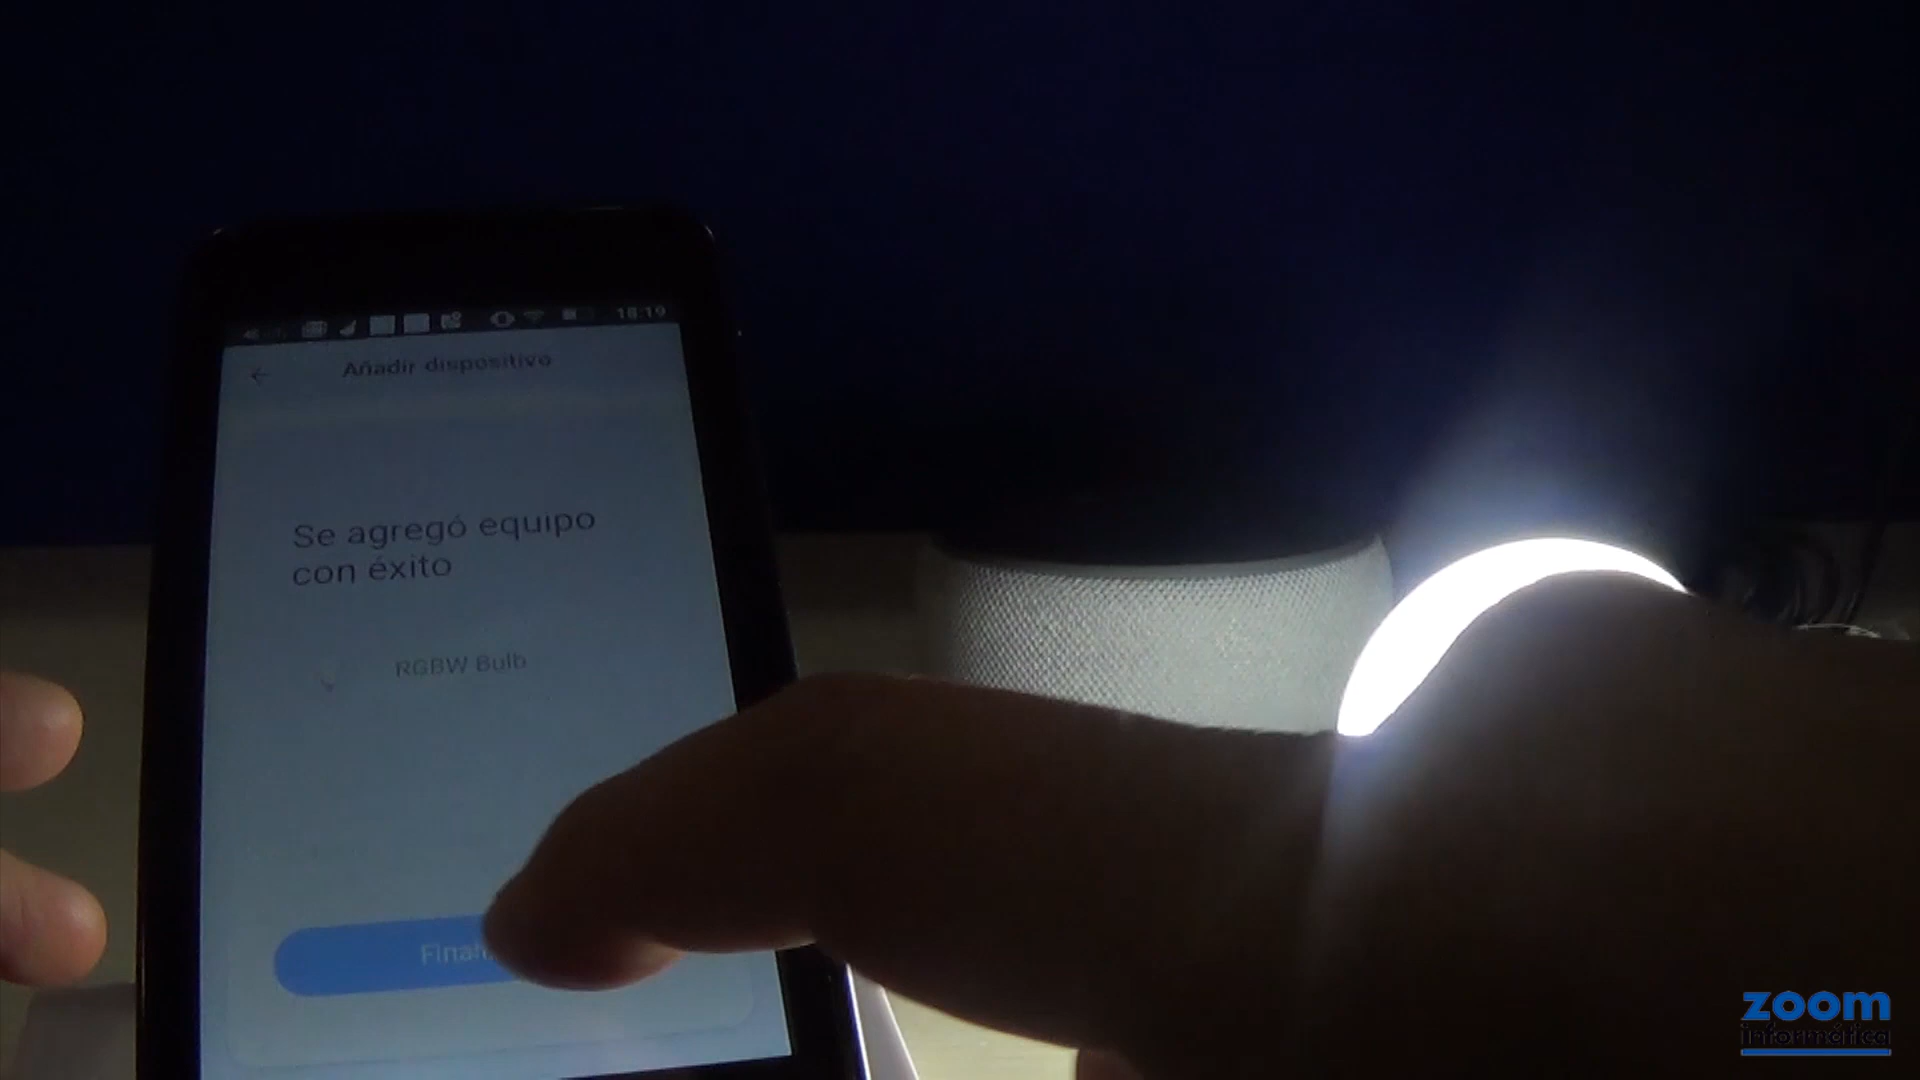 18:19
Añadir dispositivo
Se agregó equipo
con éxito
RGBW Bulb
zoom
informática